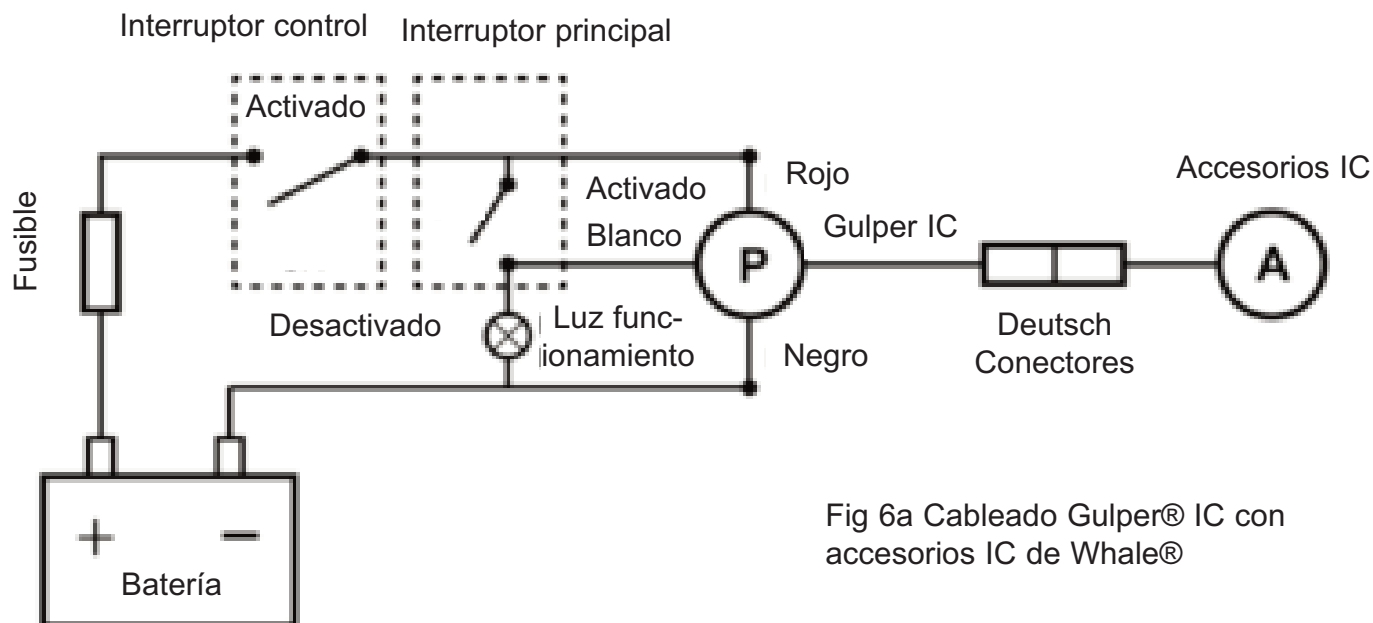 Interruptor control
Interruptor principal
Activado
Fusible
Activado
Rojo
Accesorios IC
Blanco
Gulper IC
P
A
Desactivado
Luz func-
ionamiento
Deutsch
Conectores
Negro
+
−
Batería
Fig 6a Cableado Gulper® IC con
accesorios IC de Whale®